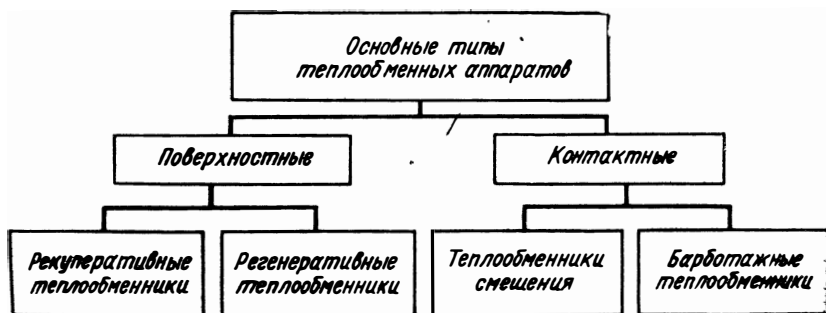 Основные типы
теплообменных аппаратов
Поверхностные
Контактные
Рекуперативные
теплообменники
Регенеративные
теплообменники
Теплообменники
смешения
Барботажные
теплообменники